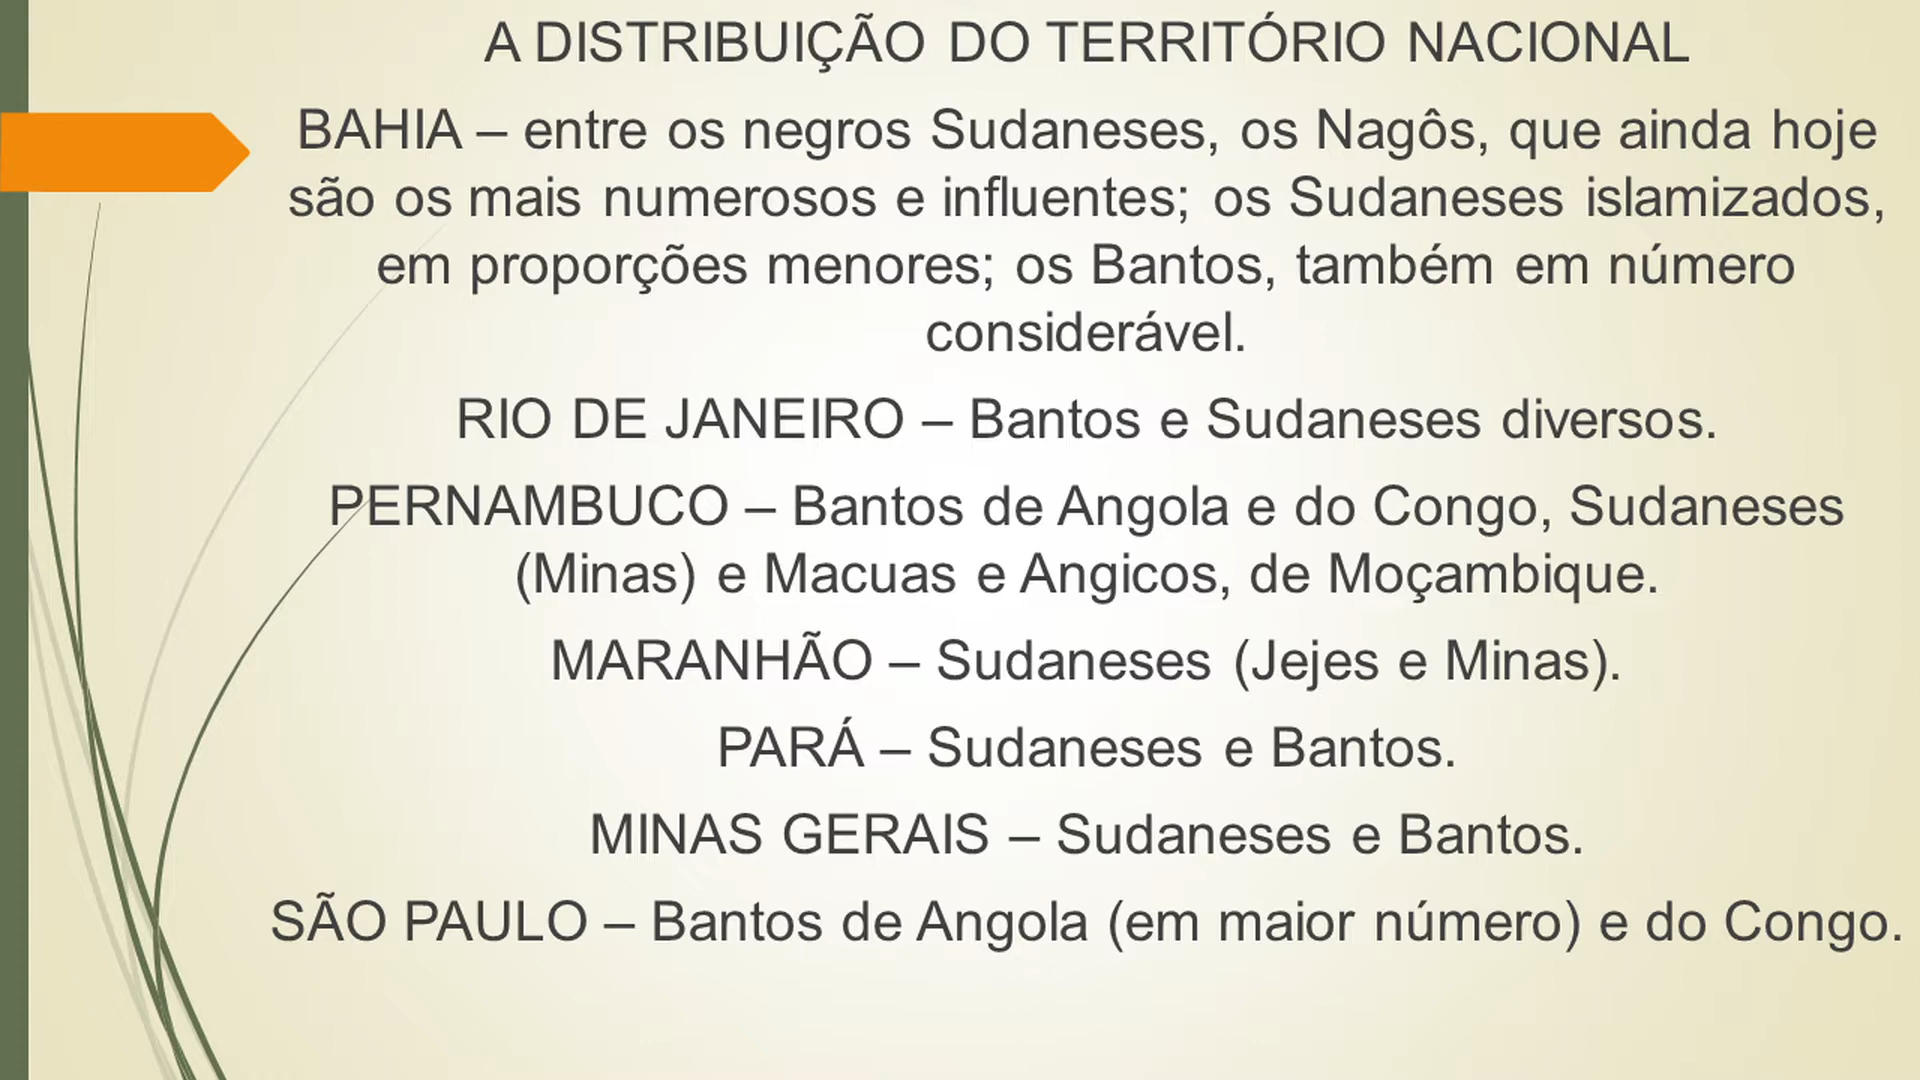 A DISTRIBUIÇÃO DO TERRITÓRIO NACIONAL
BAHIA – entre os negros Sudaneses, os Nagôs, que ainda hoje
são os mais numerosos e influentes; os Sudaneses islamizados,
em proporções menores; os Bantos, também em número
considerável.
RIO DE JANEIRO – Bantos e Sudaneses diversos.
PERNAMBUCO – Bantos de Angola e do Congo, Sudaneses
(Minas) e Macuas e Angicos, de Moçambique.
MARANHÃO – Sudaneses (Jejes e Minas).
PARÁ – Sudaneses e Bantos.
MINAS GERAIS – Sudaneses e Bantos.
SÃO PAULO – Bantos de Angola (em maior número) e do Congo.